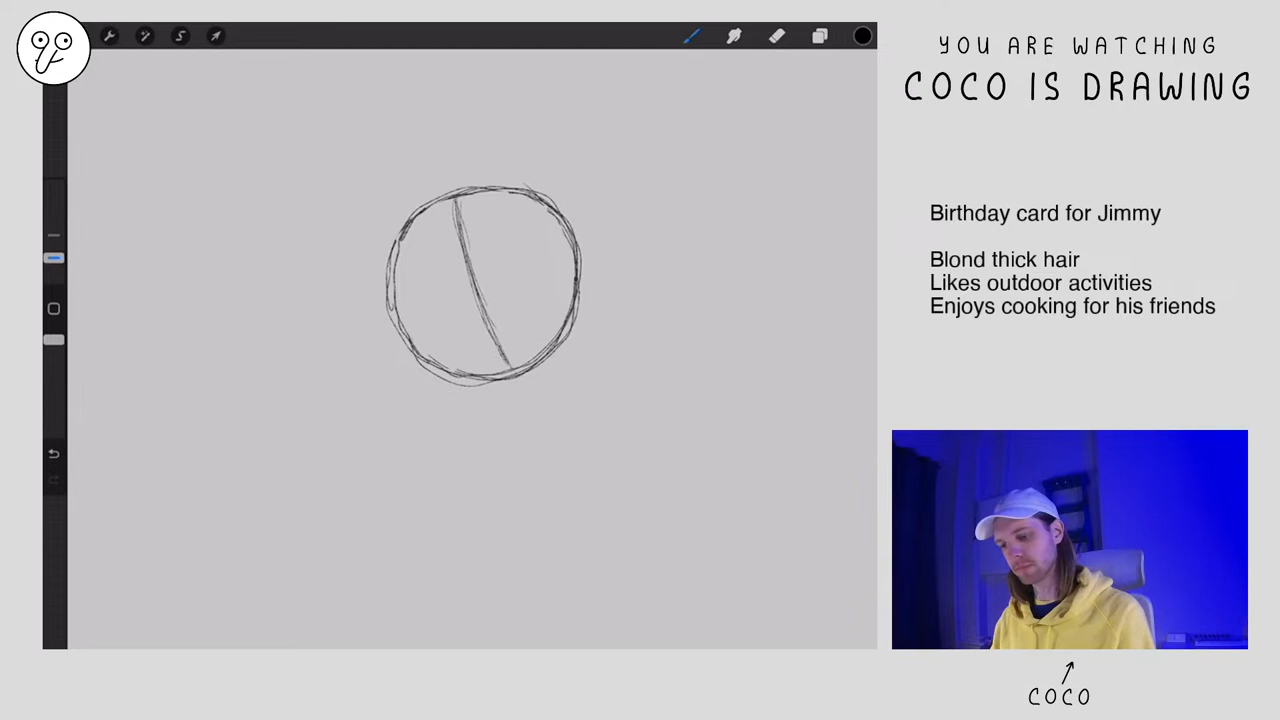 YOU ARE WATCHING
COCO IS DRAWING
Birthday card for Jimmy
Blond thick hair
Likes outdoor activities
Enjoys cooking for his friends
COCO